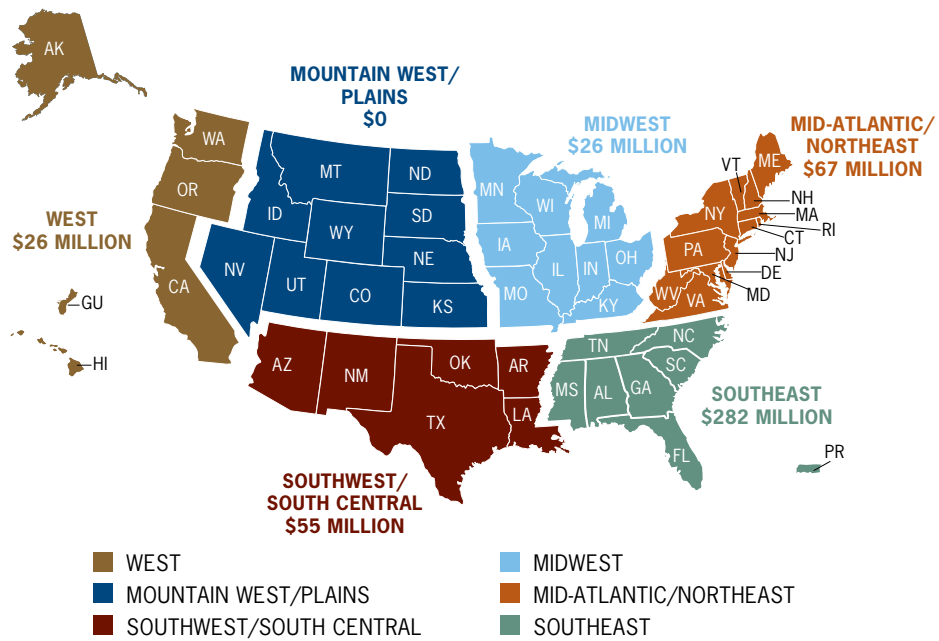 AK
MOUNTAIN WEST/
PLAINS
$0
MIDWEST
$26 MILLION
MID-ATLANTIC/
NORTHEAST
$67 MILLION
WEST
$26 MILLION
SOUTHEAST
$282 MILLION
SOUTHWEST/
SOUTH CENTRAL
$55 MILLION
WA
OR
CA
GU
HI
MT
ND
ID
WY
SD
NE
NV
UT
CO
KS
MN
WI
MI
IA
IL
IN
OH
MO
KY
VT
ME
NH
MA
RI
CT
NY
PA
NJ
DE
MD
WV
VA
AZ
NM
OK
AR
TX
LA
TN
NC
SC
MS
AL
GA
FL
PR
WEST
MOUNTAIN WEST/PLAINS
SOUTHWEST/SOUTH CENTRAL
MIDWEST
MID-ATLANTIC/NORTHEAST
SOUTHEAST